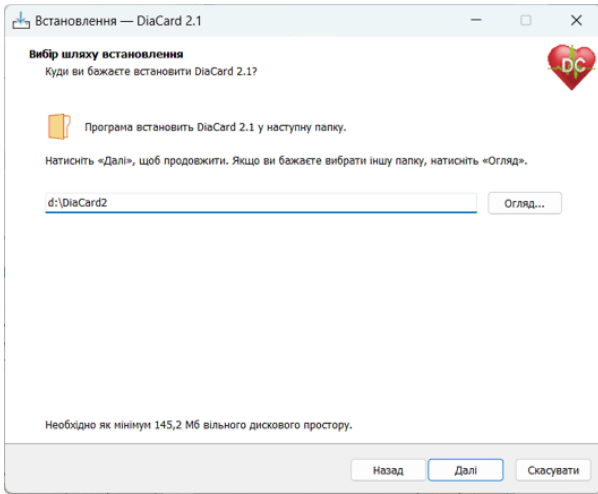 Встановлення — DiaCard 2.1
Вибір шляху встановлення
Куди ви бажаєте встановити DiaCard 2.1?
DC
Програма встановить DiaCard 2.1 у наступну папку.
Натисніть «Далі», щоб продовжити. Якщо ви бажаєте вибрати іншу папку, натисніть «Огляд».
d:\DiaCard2
Огляд...
Необхідно як мінімум 145,2 Мб вільного дискового простору.
Назад
Далі
Скасувати